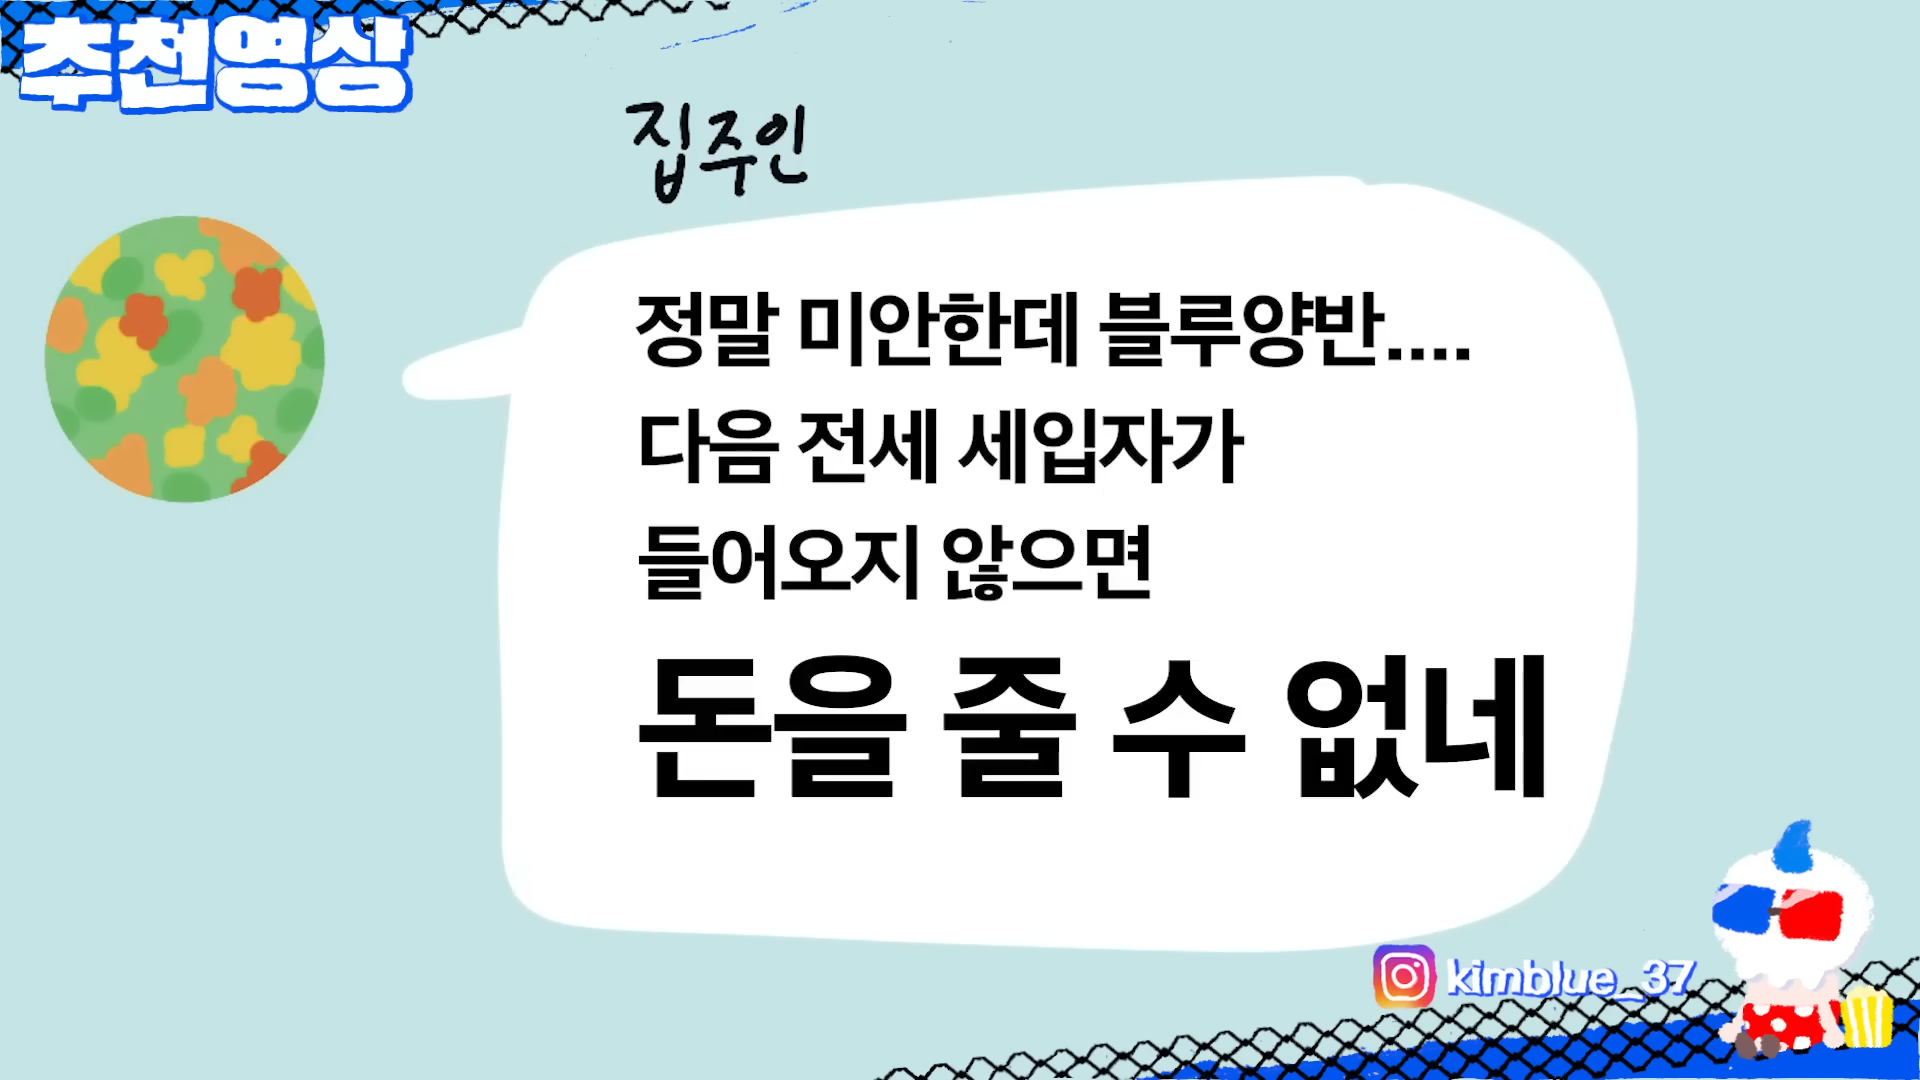 추천영상
집주인
정말 미안한데 블루양반....
다음 전세 세입자가
들어오지 않으면
돈을 줄 수 없네
kimblue_37